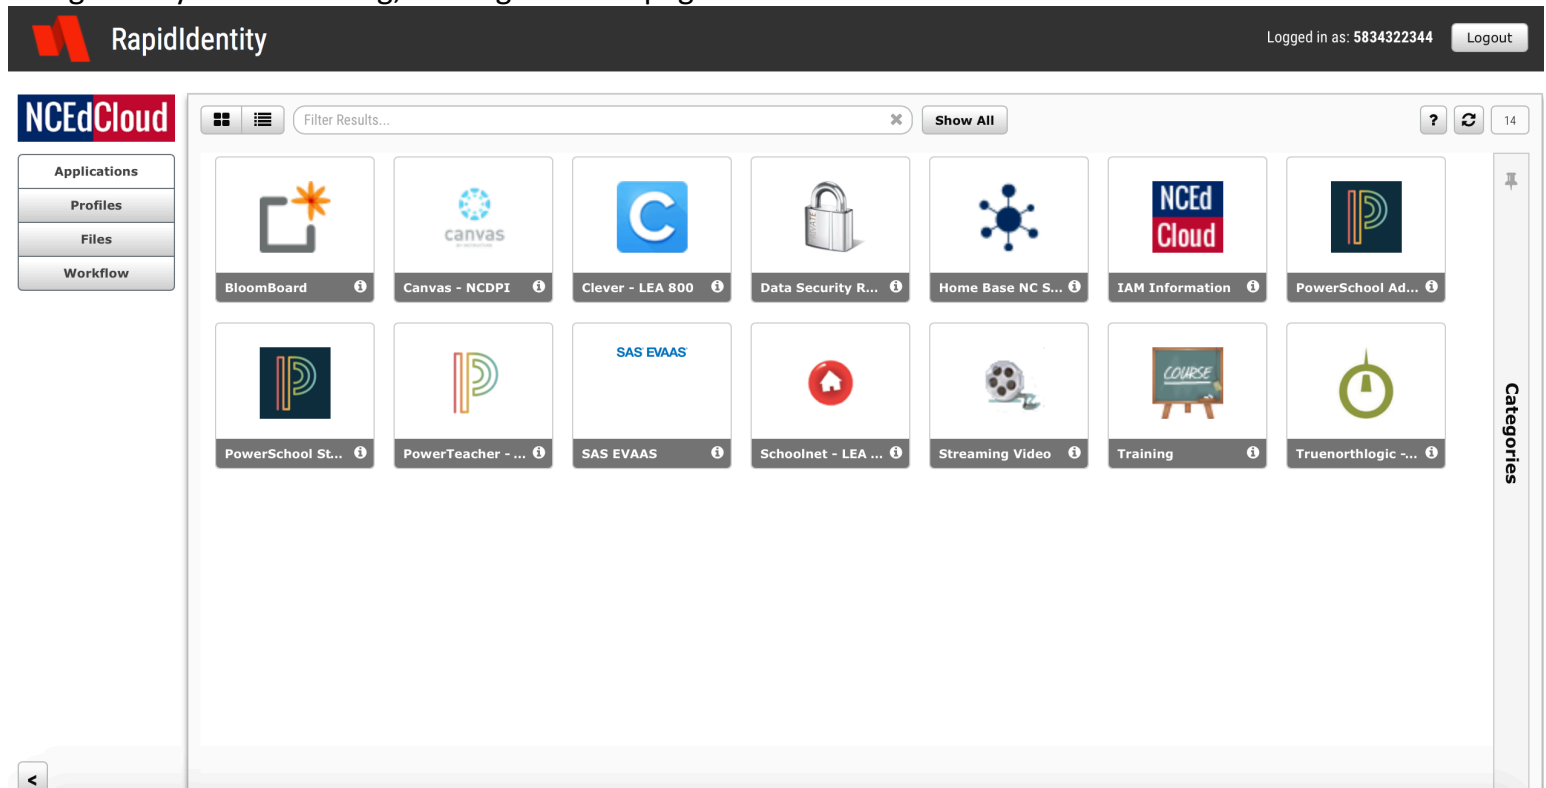 RapidIdentity
Logged in as: 5834322344
Logout
NCEdCloud
Filter Results...
Show All
?
14
Applications
Profiles
Files
Workflow
canvas
C
PRIVATE
NCEd
Cloud
BloomBoard
Canvas - NCDPI
Clever - LEA 800
Data Security R...
Home Base NC S...
IAM Information
PowerSchool Ad...
SAS EVAAS
COURSE
PowerSchool St...
PowerTeacher - ...
SAS EVAAS
Schoolnet - LEA ...
Streaming Video
Training
Truenorthlogic -...
Categories
<